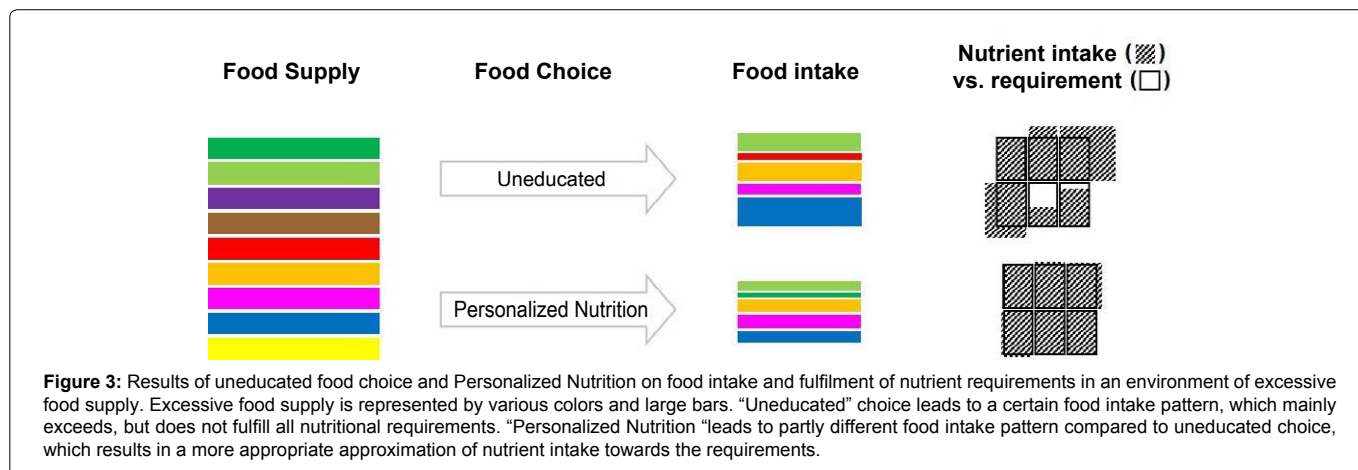 Food Supply
Food Choice
Food intake
Nutrient intake (▨)
vs. requirement (□)
Uneducated
Personalized Nutrition
Figure 3: Results of uneducated food choice and Personalized Nutrition on food intake and fulfilment of nutrient requirements in an environment of excessive
food supply. Excessive food supply is represented by various colors and large bars. “Uneducated” choice leads to a certain food intake pattern, which mainly
exceeds, but does not fulfill all nutritional requirements. “Personalized Nutrition “leads to partly different food intake pattern compared to uneducated choice,
which results in a more appropriate approximation of nutrient intake towards the requirements.